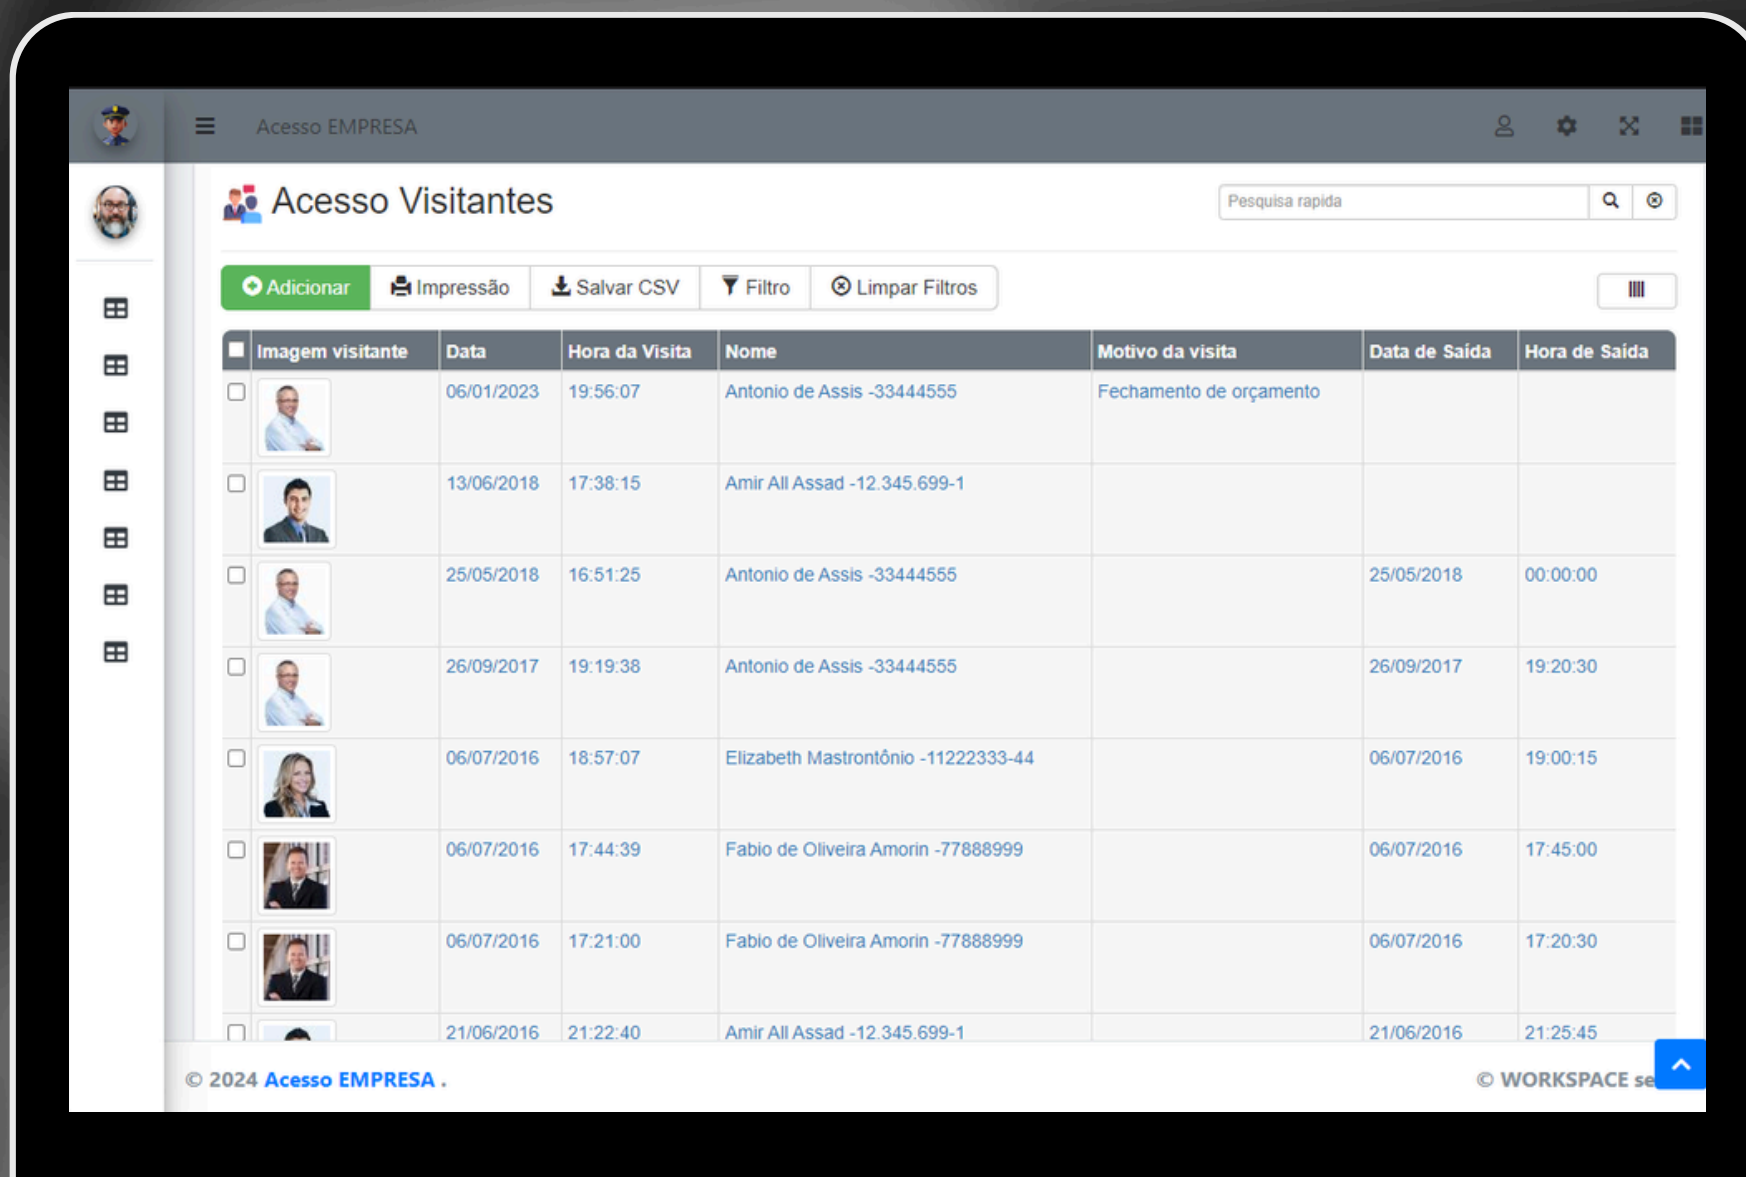 Acesso EMPRESA
Acesso Visitantes
Pesquisa rapida
Adicionar Impressão Salvar CSV Filtro Limpar Filtros
Imagem visitante Data Hora da Visita Nome Motivo da visita Data de Saída Hora de Saída
06/01/2023 19:56:07 Antonio de Assis -33444555 Fechamento de orçamento
13/06/2018 17:38:15 Amir All Assad -12.345.699-1
25/05/2018 16:51:25 Antonio de Assis -33444555 25/05/2018 00:00:00
26/09/2017 19:19:38 Antonio de Assis -33444555 26/09/2017 19:20:30
06/07/2016 18:57:07 Elizabeth Mastrontônio -11222333-44 06/07/2016 19:00:15
06/07/2016 17:44:39 Fabio de Oliveira Amorin -77888999 06/07/2016 17:45:00
06/07/2016 17:21:00 Fabio de Oliveira Amorin -77888999 06/07/2016 17:20:30
21/06/2016 21:22:40 Amir All Assad -12.345.699-1 21/06/2016 21:25:45
© 2024 Acesso EMPRESA . © WORKSPACE se